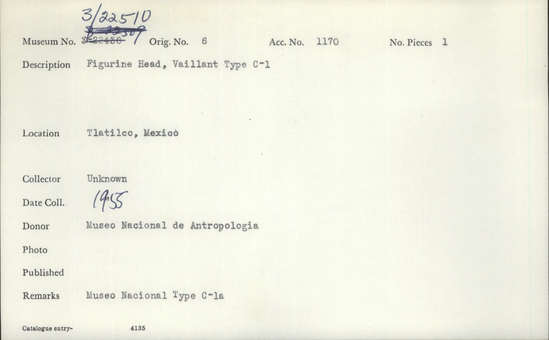 3/22510
Museum No. Orig. No. 6 Acc. No. 1170 No. Pieces 1
Description Figurine Head, Vaillant Type C-1
Location Tlatilco, Mexico
Collector Unknown
Date Coll. 1955
Donor Museo Nacional de Antropologia
Photo
Published
Remarks Museo Nacional Type C-1a
Catalogue entry- 4135